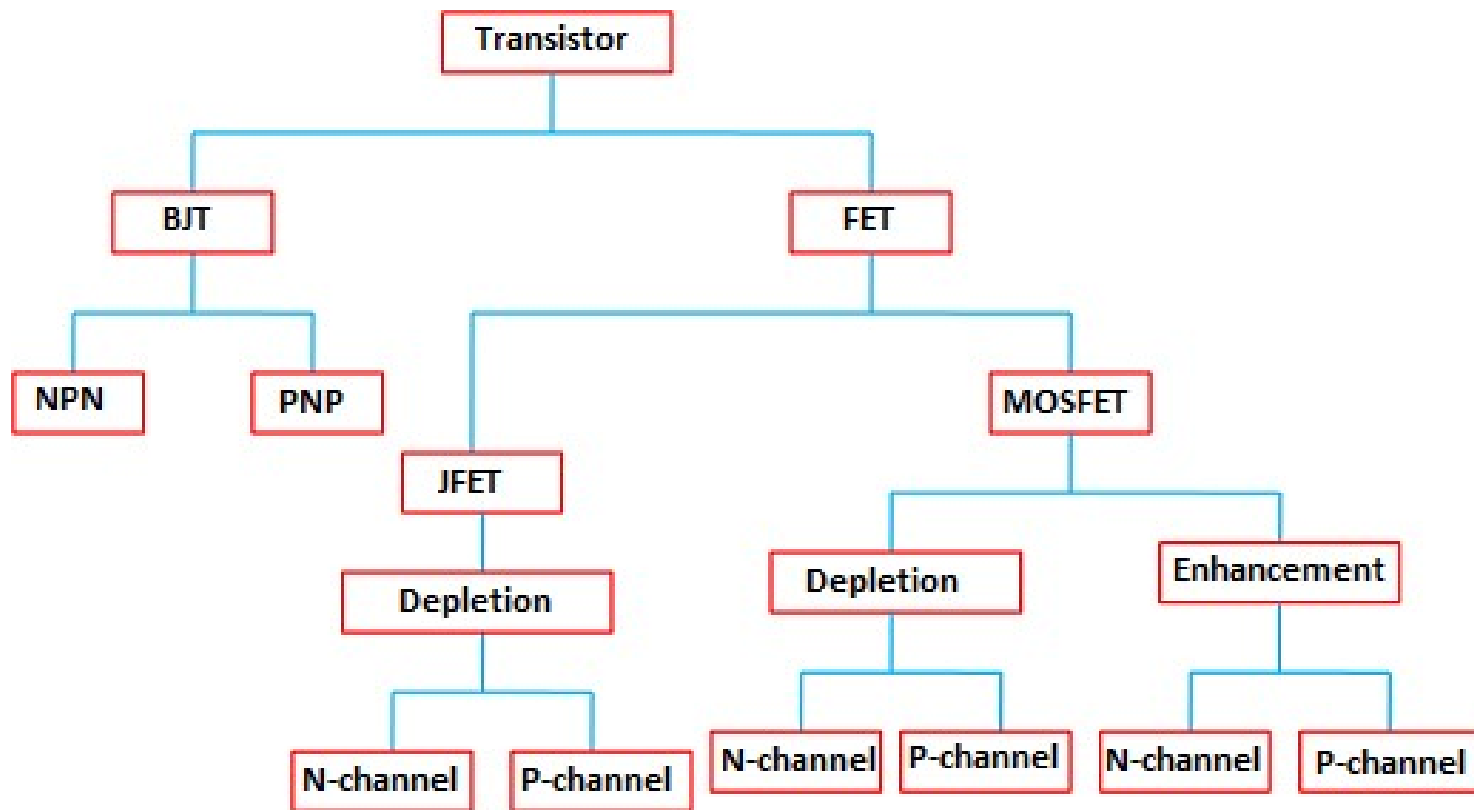 Transistor
BJT
FET
NPN
PNP
MOSFET
JFET
Depletion
Depletion
Enhancement
N-channel
P-channel
N-channel
P-channel
N-channel
P-channel